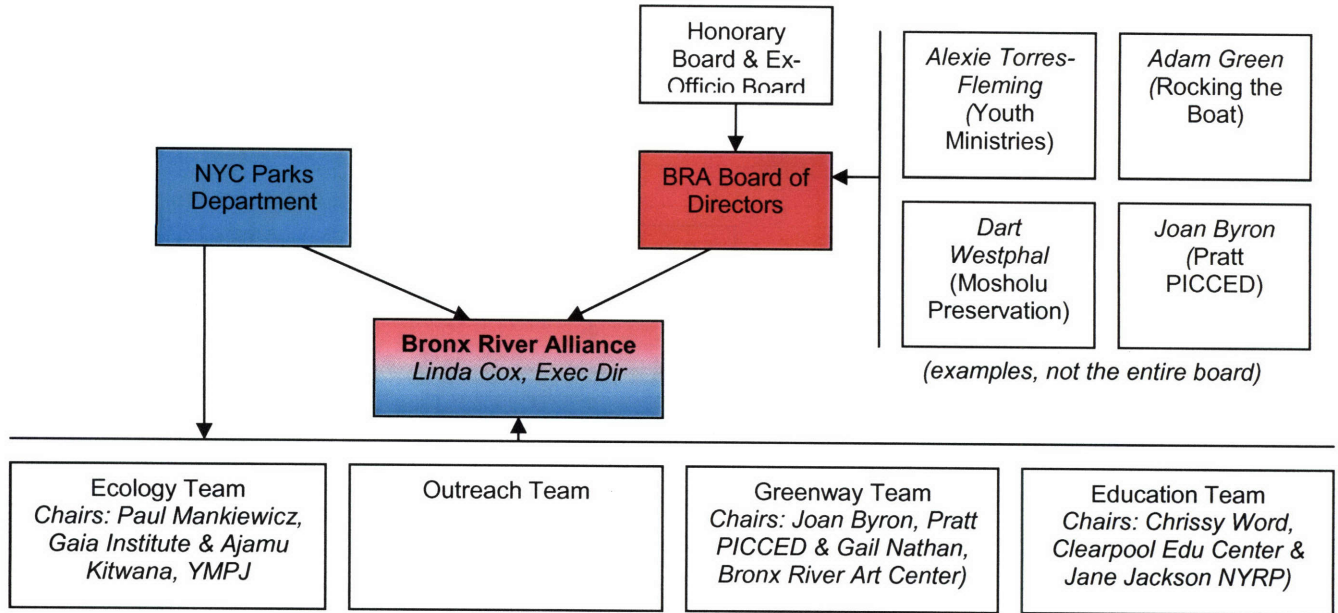 Honorary
Board & Ex-
Officio Board
Alexie Torres-
Fleming
(Youth
Ministries)
Adam Green
(Rocking the
Boat)
NYC Parks
Department
BRA Board of
Directors
Dart
Westphal
(Mosholu
Preservation)
Joan Byron
(Pratt
PICCED)
Bronx River Alliance
Linda Cox, Exec Dir
(examples, not the entire board)
Ecology Team
Chairs: Paul Mankiewicz,
Gaia Institute & Ajamu
Kitwana, YMPJ
Outreach Team
Greenway Team
Chairs: Joan Byron, Pratt
PICCED & Gail Nathan,
Bronx River Art Center)
Education Team
Chairs: Chrissy Word,
Clearpool Edu Center &
Jane Jackson NYRP)